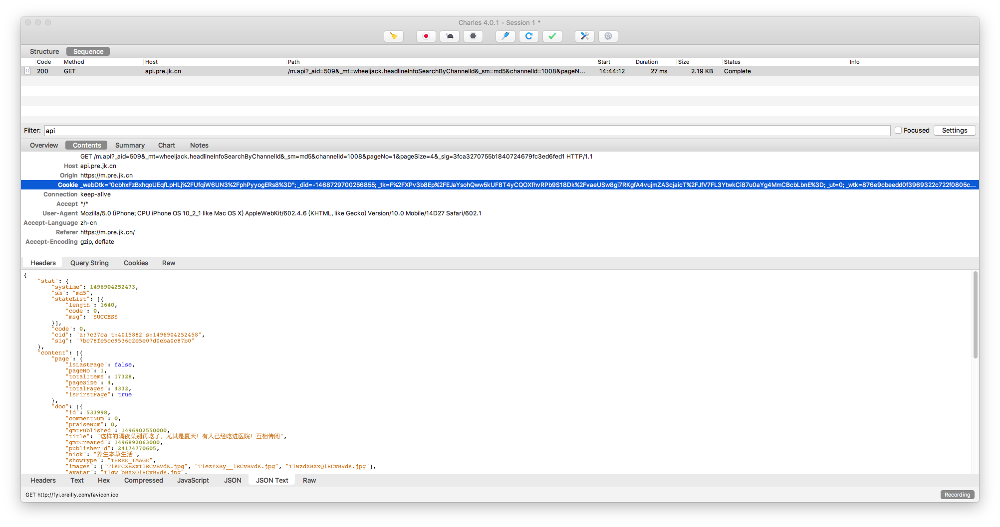 Charles 4.0.1 - Session 1 *
Structure Sequence
Code Method Host Path Start Duration Size Status Info
200 GET api.pre.jk.cn /m.api?_aid=509&_mt=wheeljack.headlineInfoSearchByChannelId&_sm=md5&channelId=1008&pageN... 14:44:12 27 ms 2.19 KB Complete
Filter: api Focused Settings
Overview Contents Summary Chart Notes
GET /m.api?_aid=509&_mt=wheeljack.headlineInfoSearchByChannelId&_sm=md5&channelId=1008&pageNo=1&pageSize=4&_sig=3fca3270755b1840724679fc3ed6fed1 HTTP/1.1
Host api.pre.jk.cn
Origin https://m.pre.jk.cn
Cookie _webDtk="0cbhxFzBxhqoUEqfLpHLj%2FUfqiW6UN3%2FphPyyogERs8%3D"; _did=-1468729700256855; _tk=F%2FXPv3b8Ep%2FEJaYsohQww5kUF8T4yCQOXfhvRPb9S18Dk%2FvaeUSw8gi7RKgfA4vujmZA3cjaicT%2FJfV7FL3YtwkCi87u0aYg4MmCBcbLbnE%3D; _ut=0; _wtk=876e9cbeedd0f3969322c722f0805c...
Connection keep-alive
Accept */*
User-Agent Mozilla/5.0 (iPhone; CPU iPhone OS 10_2_1 like Mac OS X) AppleWebKit/602.4.6 (KHTML, like Gecko) Version/10.0 Mobile/14D27 Safari/602.1
Accept-Language zh-cn
Referer https://m.pre.jk.cn/
Accept-Encoding gzip, deflate
Headers Query String Cookies Raw
{
"stat": {
"systime": 1496904252473,
"sm": "md5",
"stateList": [{
"length": 1640,
"code": 0,
"msg": "SUCCESS"
}],
"code": 0,
"cid": "a:7c37ca|t:4015882|s:1496904252458",
"sig": "7bc78fe5cc9536c2e5e07d0eba0c87b0"
},
"content": [{
"page": {
"isLastPage": false,
"pageNo": 1,
"totalItems": 17328,
"pageSize": 4,
"totalPages": 4332,
"isFirstPage": true
},
"doc": [{
"id": 533998,
"commentNum": 0,
"praiseNum": 0,
"gmtPublished": 1496902550000,
"title": "这样的隔夜菜别再吃了，尤其是夏天！有人已经吃进医院！互相传阅",
"gmtCreated": 1496892063000,
"publisherId": 24174770605,
"nick": "养生本草生活",
"showType": "THREE_IMAGE",
"images": ["T1KFCXBXxT1RCvBVdK.jpg", "T1ezYXBy__1RCvBVdK.jpg", "T1wzdXBXxQ1RCvBVdK.jpg"],
"avatar": "T1qw_bBXZQ1RCvBVdK.jpg",
Headers Text Hex Compressed JavaScript JSON JSON Text Raw
GET http://fyi.oreilly.com/favicon.ico Recording